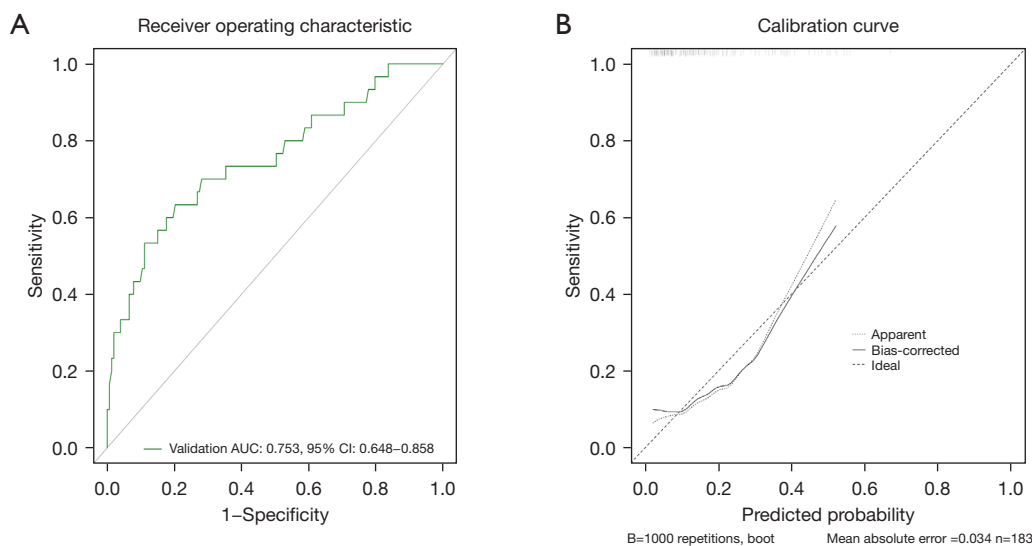 A
Receiver operating characteristic
1.0
0.8
0.6
0.4
0.2
0.0
Sensitivity
Validation AUC: 0.753, 95% CI: 0.648–0.858
0.0 0.2 0.4 0.6 0.8 1.0
1–Specificity
B
Calibration curve
1.0
0.8
0.6
0.4
0.2
0.0
Sensitivity
Apparent
Bias-corrected
Ideal
0.0 0.2 0.4 0.6 0.8 1.0
Predicted probability
B=1000 repetitions, boot Mean absolute error =0.034 n=183